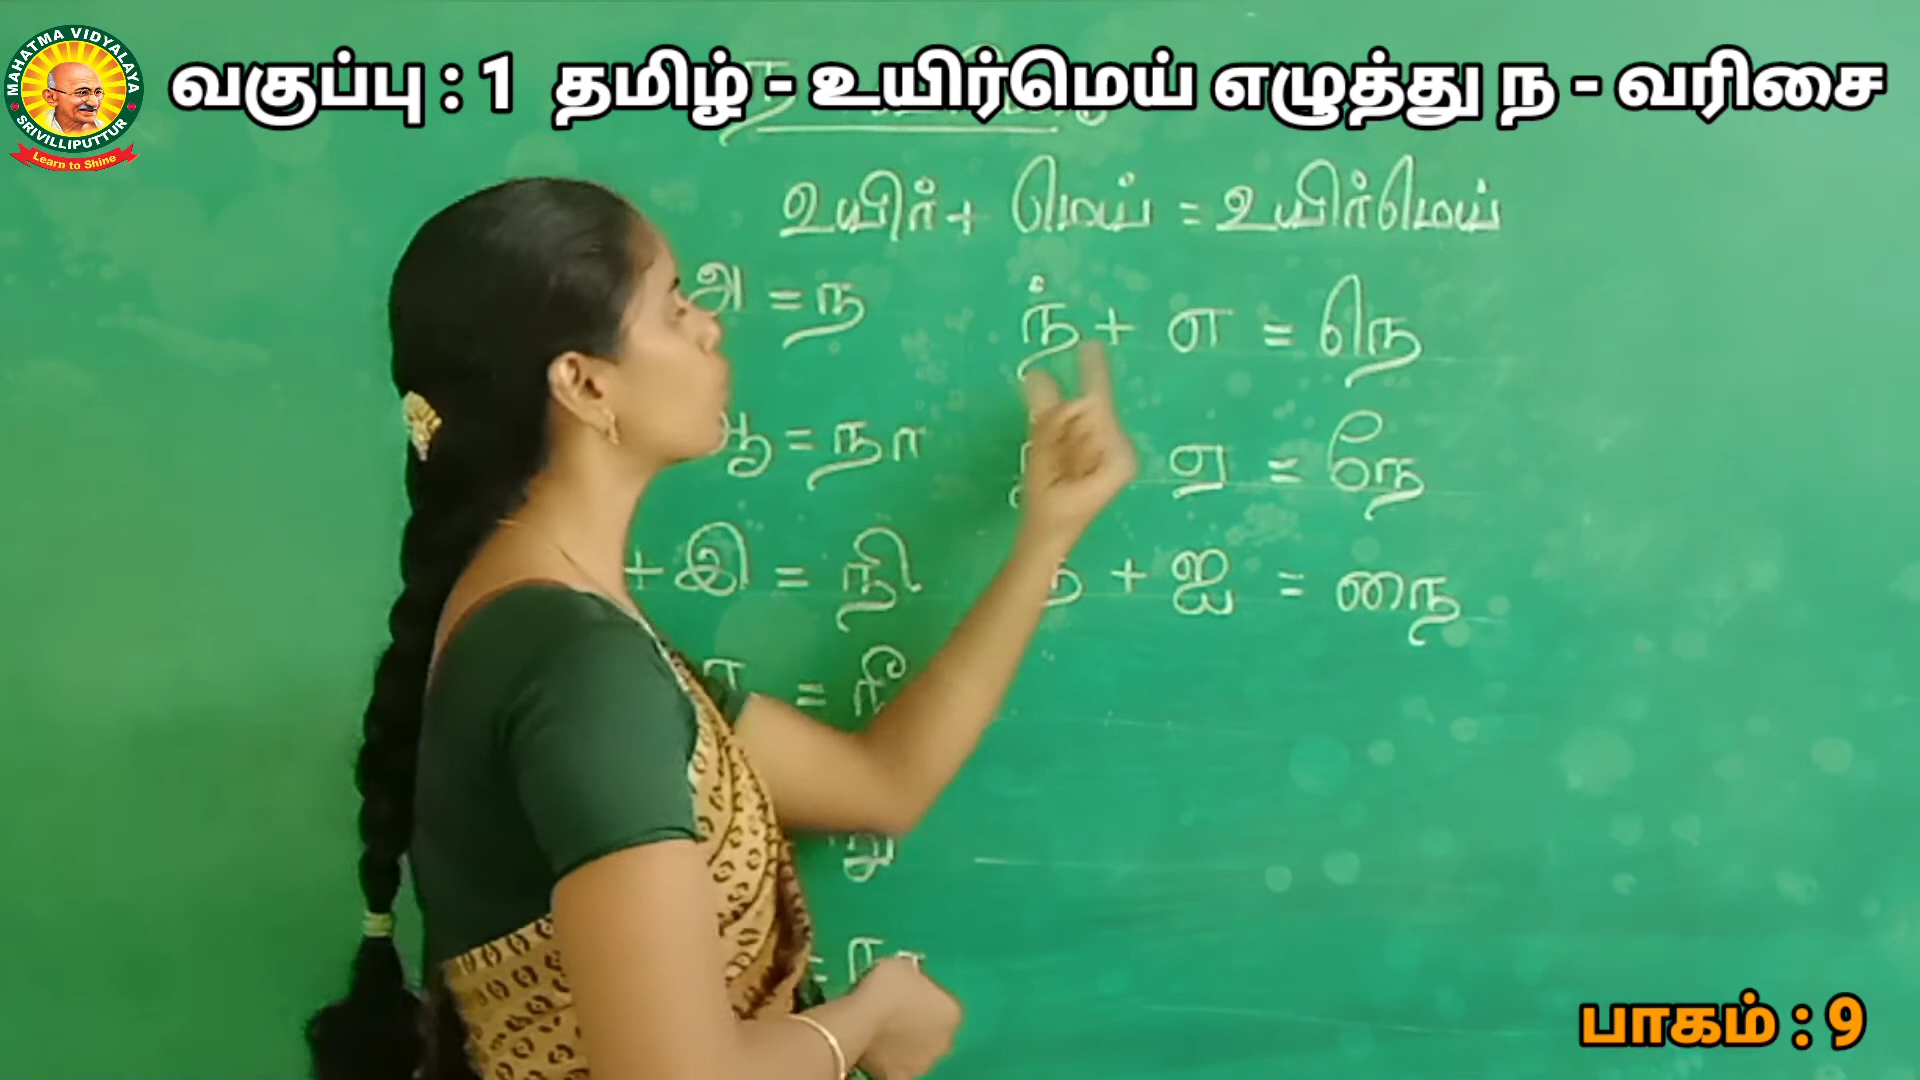 MAHATMA VIDYALAYA
SRIVILLIPUTTUR
Learn to Shine
வகுப்பு : 1 தமிழ் - உயிர்மெய் எழுத்து ந - வரிசை
உயிர் + மெய் = உயிர்மெய்
அ = ந
ந் + எ = நெ
ஆ = நா
ஏ = நே
+ இ = நி
+ ஐ = நை
= நீ
பாகம் : 9